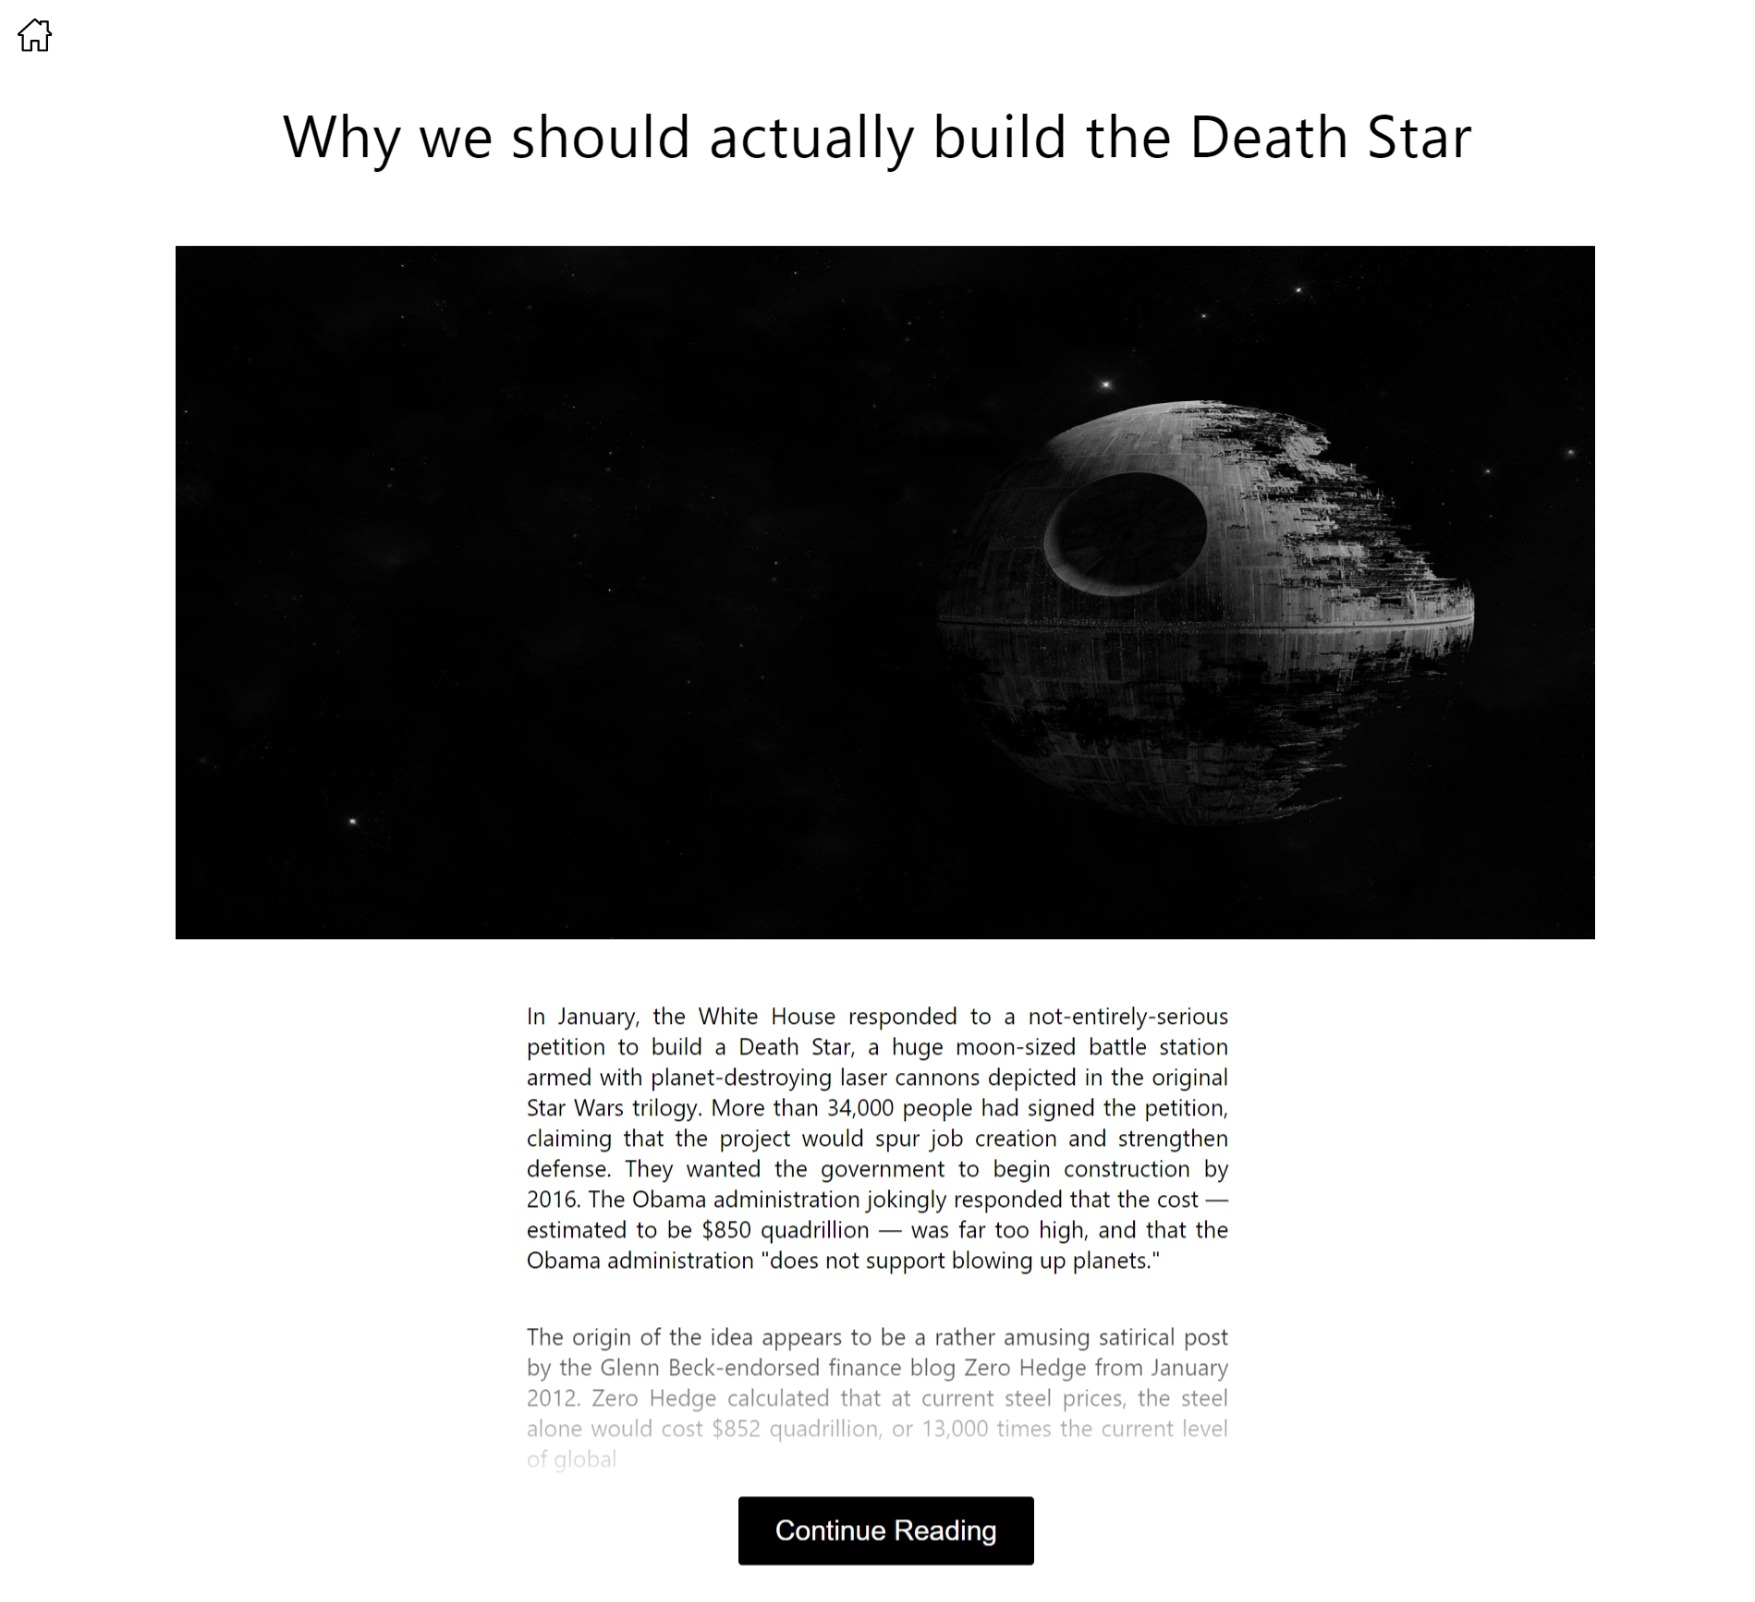 Why we should actually build the Death Star
In January, the White House responded to a not-entirely-serious
petition to build a Death Star, a huge moon-sized battle station
armed with planet-destroying laser cannons depicted in the original
Star Wars trilogy. More than 34,000 people had signed the petition,
claiming that the project would spur job creation and strengthen
defense. They wanted the government to begin construction by
2016. The Obama administration jokingly responded that the cost —
estimated to be $850 quadrillion — was far too high, and that the
Obama administration "does not support blowing up planets."
The origin of the idea appears to be a rather amusing satirical post
by the Glenn Beck-endorsed finance blog Zero Hedge from January
2012. Zero Hedge calculated that at current steel prices, the steel
alone would cost $852 quadrillion, or 13,000 times the current level
of global
Continue Reading